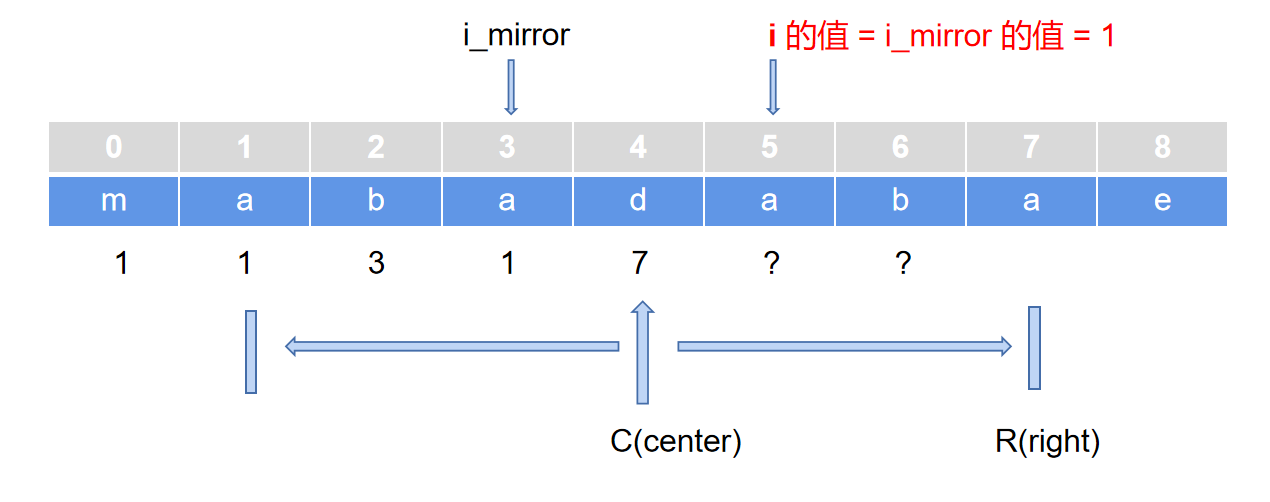 i_mirror i 的值 = i_mirror 的值 = 1
0 1 2 3 4 5 6 7 8
m a b a d a b a e
1 1 3 1 7 ? ?
C(center) R(right)